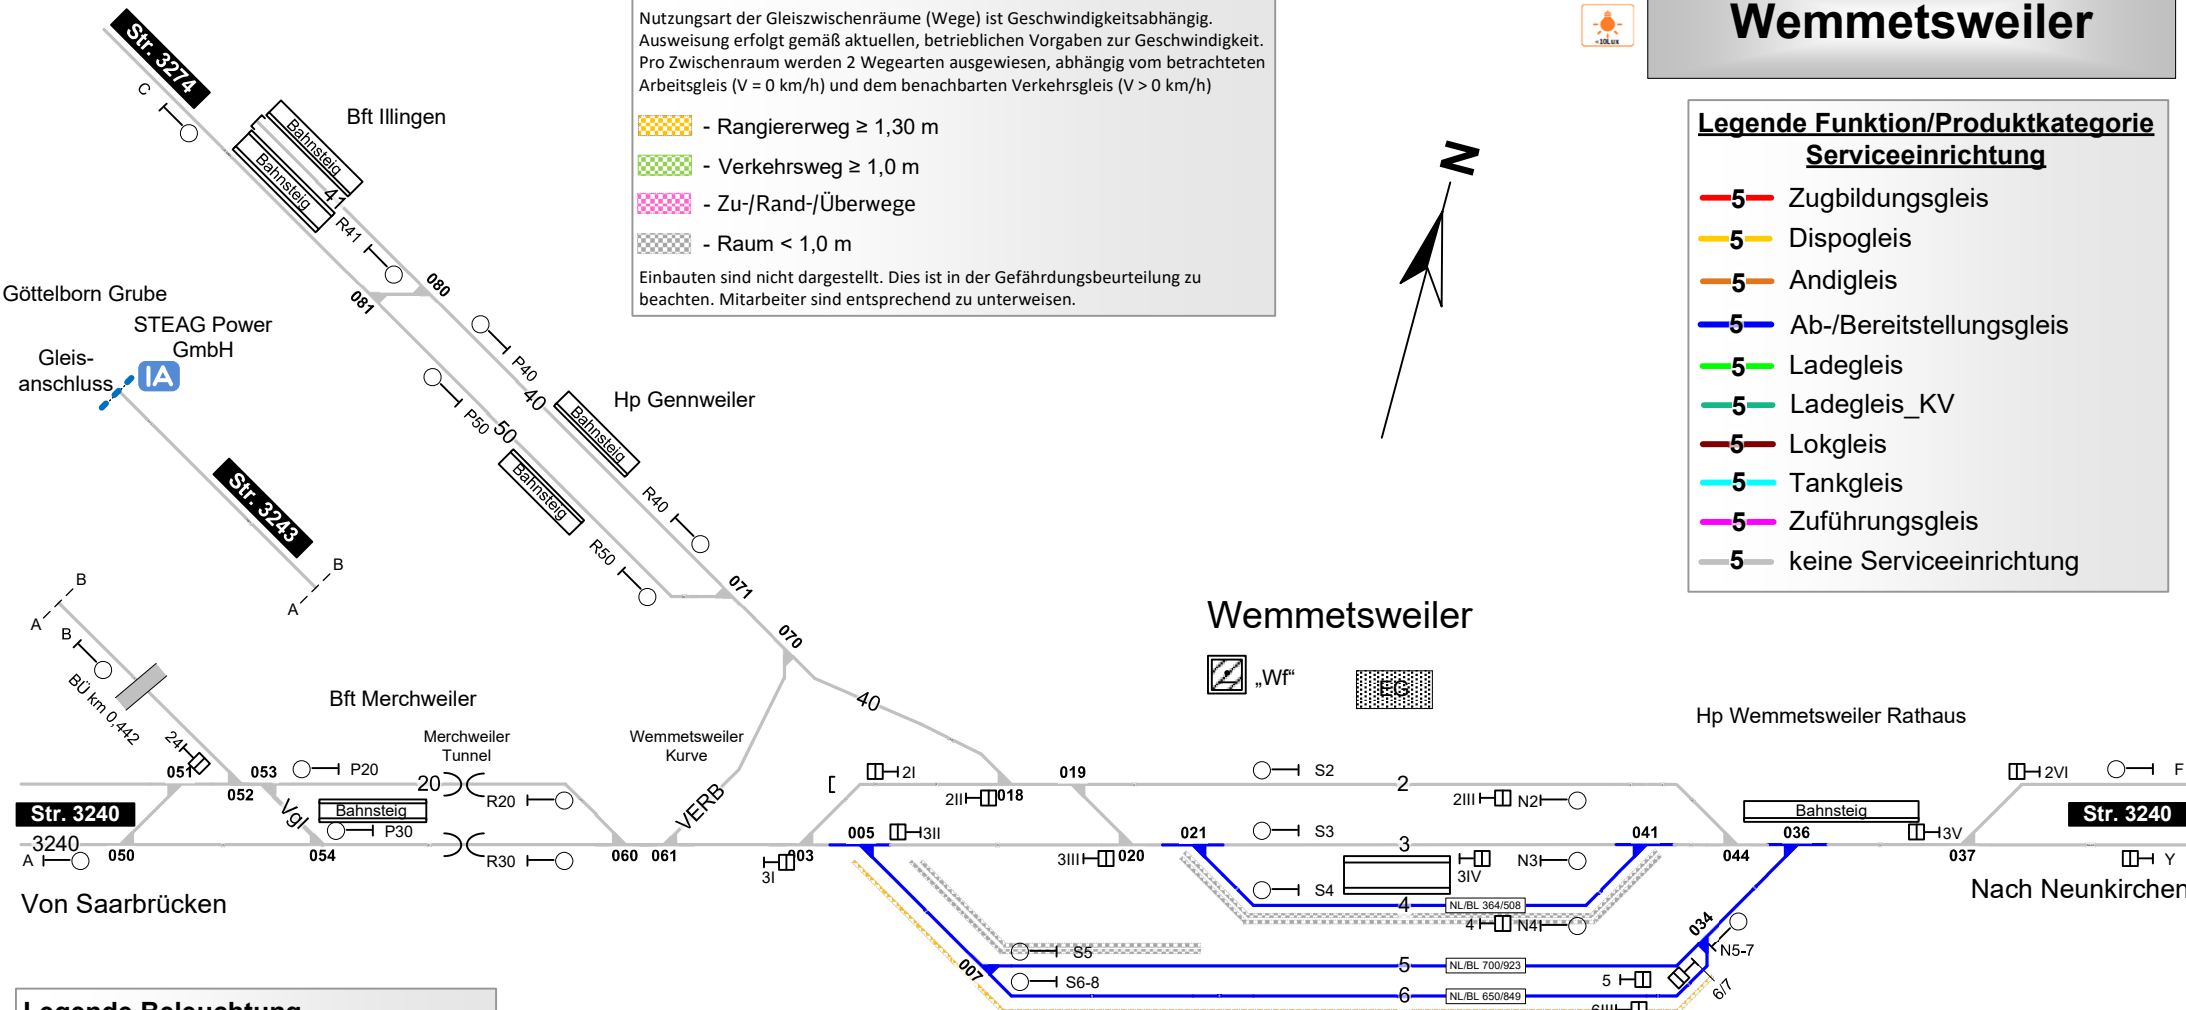 Wemmetsweiler
<10Lux
Nutzungsart der Gleiszwischenräume (Wege) ist Geschwindigkeitsabhängig.
Ausweisung erfolgt gemäß aktuellen, betrieblichen Vorgaben zur Geschwindigkeit.
Pro Zwischenraum werden 2 Wegearten ausgewiesen, abhängig vom betrachteten
Arbeitsgleis (V = 0 km/h) und dem benachbarten Verkehrsgleis (V > 0 km/h)
- Rangiererweg ≥ 1,30 m
- Verkehrsweg ≥ 1,0 m
- Zu-/Rand-/Überwege
- Raum < 1,0 m
Einbauten sind nicht dargestellt. Dies ist in der Gefährdungsbeurteilung zu
beachten. Mitarbeiter sind entsprechend zu unterweisen.
N
Legende Funktion/Produktkategorie
Serviceeinrichtung
5 Zugbildungsgleis
5 Dispogleis
5 Andigleis
5 Ab-/Bereitstellungsgleis
5 Ladegleis
5 Ladegleis_KV
5 Lokgleis
5 Tankgleis
5 Zuführungsgleis
5 keine Serviceeinrichtung
Str. 3274
C
Bft Illingen
Bahnsteig
Bahnsteig
41
R41
080
081
Göttelborn Grube
STEAG Power
GmbH
Gleis-
anschluss
IA
P40
40
P50
50
Hp Gennweiler
Bahnsteig
Bahnsteig
R40
R50
071
070
Str. 3243
B
A
B
A
B
BÜ km 0,442
24I
Bft Merchweiler
Merchweiler
Tunnel
Wemmetsweiler
Kurve
40
Wemmetsweiler
„Wf“
EG
Hp Wemmetsweiler Rathaus
051
053
052
P20
20
R20
Vgl
Bahnsteig
P30
R30
Str. 3240
3240
A
050
054
060
061
VERB
003
3I
2I
2II
018
019
005
3II
3III
020
021
S2
2
2III
N2
S3
3
3IV
N3
S4
4
NL/BL 364/508
4
N4
041
044
036
Bahnsteig
3V
037
2VI
F
Str. 3240
Y
Von Saarbrücken
Nach Neunkirchen
034
N5-7
6/7
007
S5
S6-8
5
NL/BL 700/923
5
6
NL/BL 650/849
6III
Legende Beleuchtung